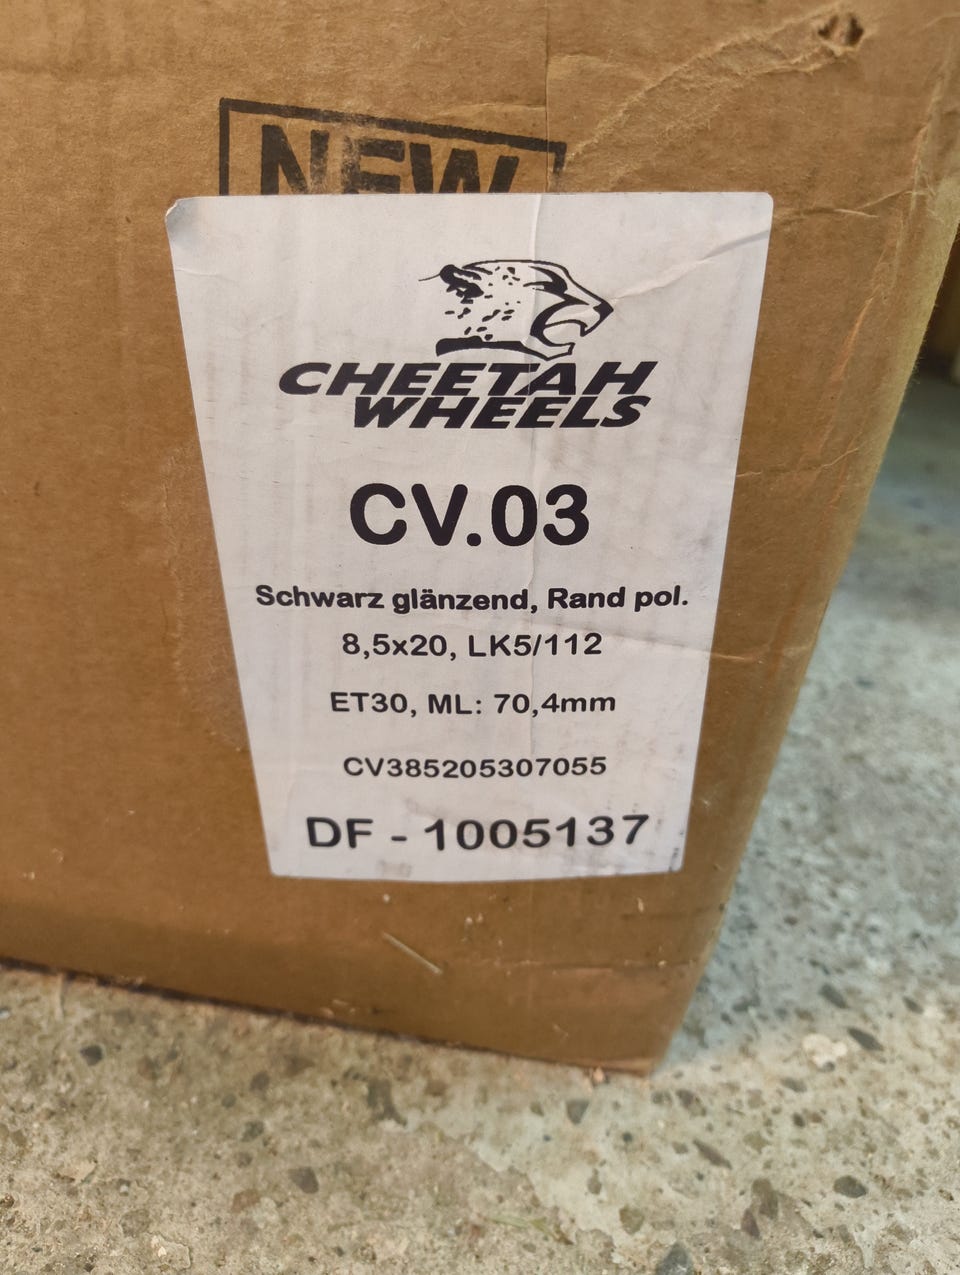 NEW
CHEETAH
WHEELS
CV.03
Schwarz glänzend, Rand pol.
8,5x20, LK5/112
ET30, ML: 70,4mm
CV385205307055
DF - 1005137